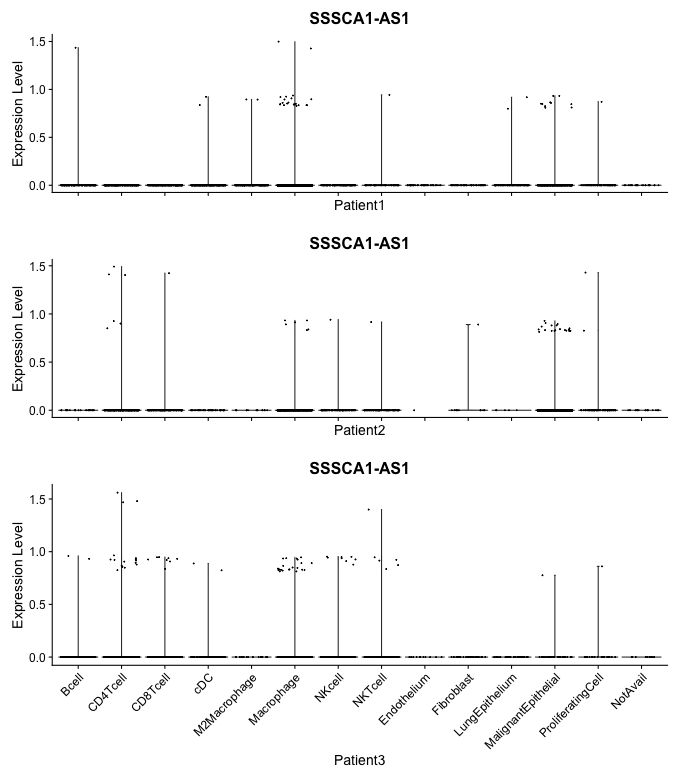 SSSCA1-AS1
Expression Level
1.5
1.0
0.5
0.0
Patient1
SSSCA1-AS1
Expression Level
1.5
1.0
0.5
0.0
Patient2
SSSCA1-AS1
Expression Level
1.5
1.0
0.5
0.0
Bcell
CD4Tcell
CD8Tcell
cDC
M2Macrophage
Macrophage
NKcell
NKTcell
Endothelium
Fibroblast
LungEpithelium
MalignantEpithelial
ProliferatingCell
NotAvail
Patient3